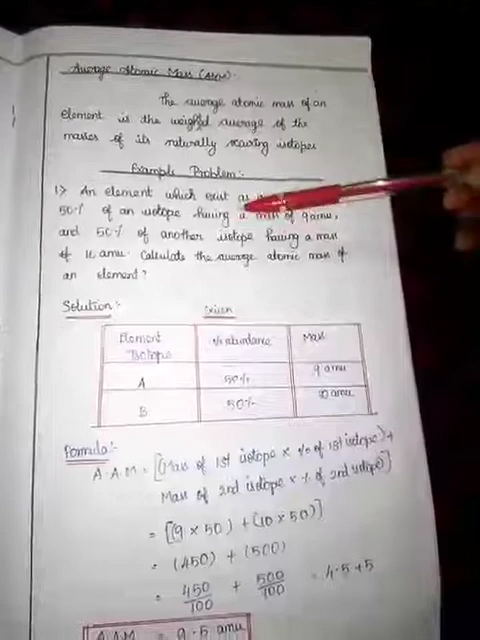 Average Atomic Mass (AAM):-
The average atomic mass of an
element is the weighted average of the
masses of its naturally occuring isotopes
Example Problem:-
1> An element which exist as
50% of an isotope having a mass of 9amu,
and 50% of another isotope having a mass
of 10 amu. Calculate the average atomic mass of
an element?
Solution:- Given
Element Isotope % abundance Mass
A 50% 9 amu
B 50% 10 amu
Formula:-
A.A.M = [(Mass of 1st isotope × % of 1st isotope) +
Mass of 2nd isotope × % of 2nd isotope)]
= [(9 × 50) + (10 × 50)]
= (450) + (500)
= 450/100 + 500/100 = 4.5+5
A.A.M = 9.5 amu